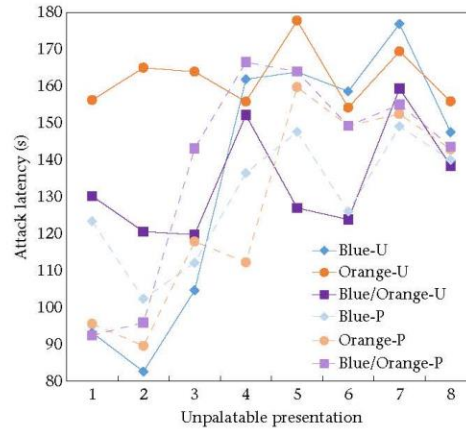 180
170
160
150
140
130
120
110
100
90
80
Attack latency (s)
Blue-U
Orange-U
Blue/Orange-U
Blue-P
Orange-P
Blue/Orange-P
1 2 3 4 5 6 7 8
Unpalatable presentation